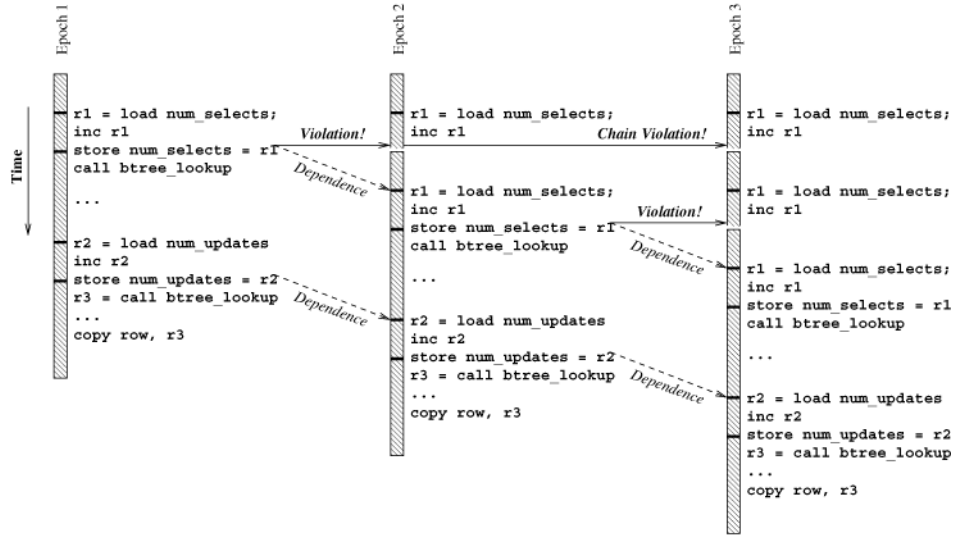 Epoch 1
Epoch 2
Epoch 3
Time
r1 = load num_selects;
inc r1
store num_selects = r1
call btree_lookup
...
r2 = load num_updates
inc r2
store num_updates = r2
r3 = call btree_lookup
...
copy row, r3
Violation!
Dependence
Dependence
r1 = load num_selects;
inc r1
r1 = load num_selects;
inc r1
store num_selects = r1
call btree_lookup
...
r2 = load num_updates
inc r2
store num_updates = r2
r3 = call btree_lookup
...
copy row, r3
Chain Violation!
Violation!
Dependence
Dependence
r1 = load num_selects;
inc r1
r1 = load num_selects;
inc r1
r1 = load num_selects;
inc r1
store num_selects = r1
call btree_lookup
...
r2 = load num_updates
inc r2
store num_updates = r2
r3 = call btree_lookup
...
copy row, r3